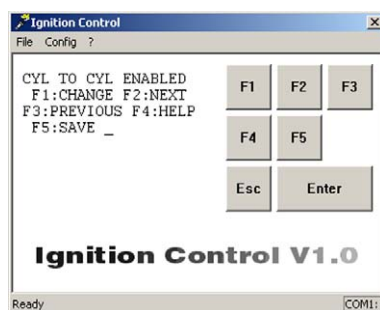 Ignition Control
File Config ?
CYL TO CYL ENABLED
F1:CHANGE F2:NEXT
F3:PREVIOUS F4:HELP
F5:SAVE _
F1 F2 F3
F4 F5
Esc Enter
Ignition Control V1.0
Ready COM1: